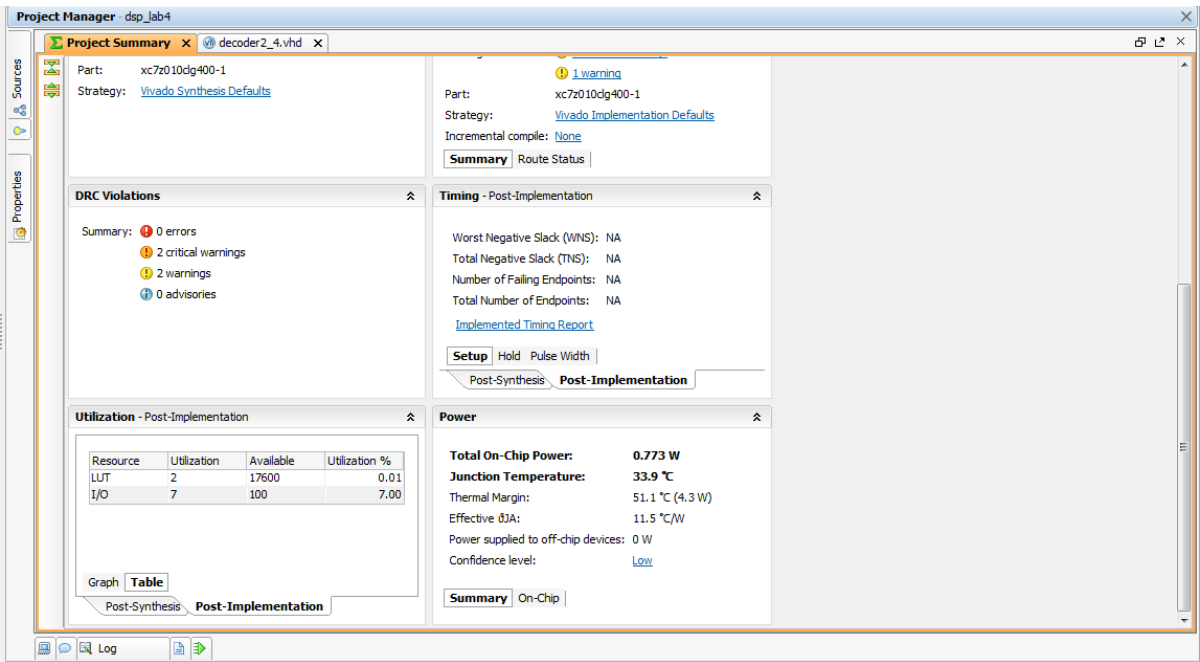 Project Manager - dsp_lab4
Sources
Properties
Project Summary
decoder2_4.vhd
Part: xc7z010clg400-1
Strategy: Vivado Synthesis Defaults
1 warning
Part: xc7z010clg400-1
Strategy: Vivado Implementation Defaults
Incremental compile: None
Summary Route Status
DRC Violations
Summary: 0 errors
2 critical warnings
2 warnings
0 advisories
Timing - Post-Implementation
Worst Negative Slack (WNS): NA
Total Negative Slack (TNS): NA
Number of Failing Endpoints: NA
Total Number of Endpoints: NA
Implemented Timing Report
Setup Hold Pulse Width
Post-Synthesis Post-Implementation
Utilization - Post-Implementation
Resource Utilization Available Utilization %
LUT 2 17600 0.01
I/O 7 100 7.00
Graph Table
Post-Synthesis Post-Implementation
Power
Total On-Chip Power: 0.773 W
Junction Temperature: 33.9 °C
Thermal Margin: 51.1 °C (4.3 W)
Effective ϑJA: 11.5 °C/W
Power supplied to off-chip devices: 0 W
Confidence level: Low
Summary On-Chip
Log